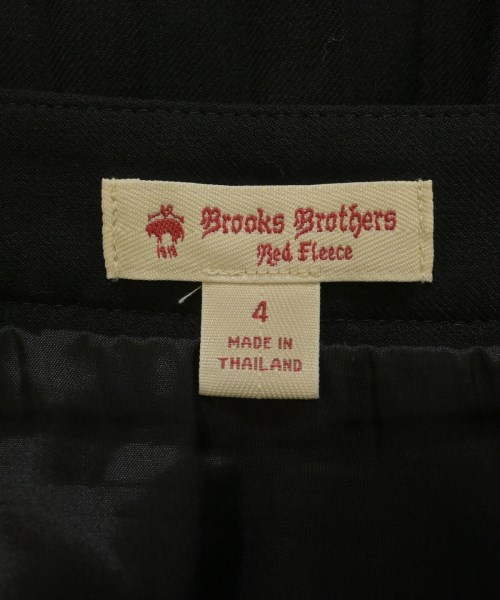 Brooks Brothers
Red Fleece
4
MADE IN
THAILAND